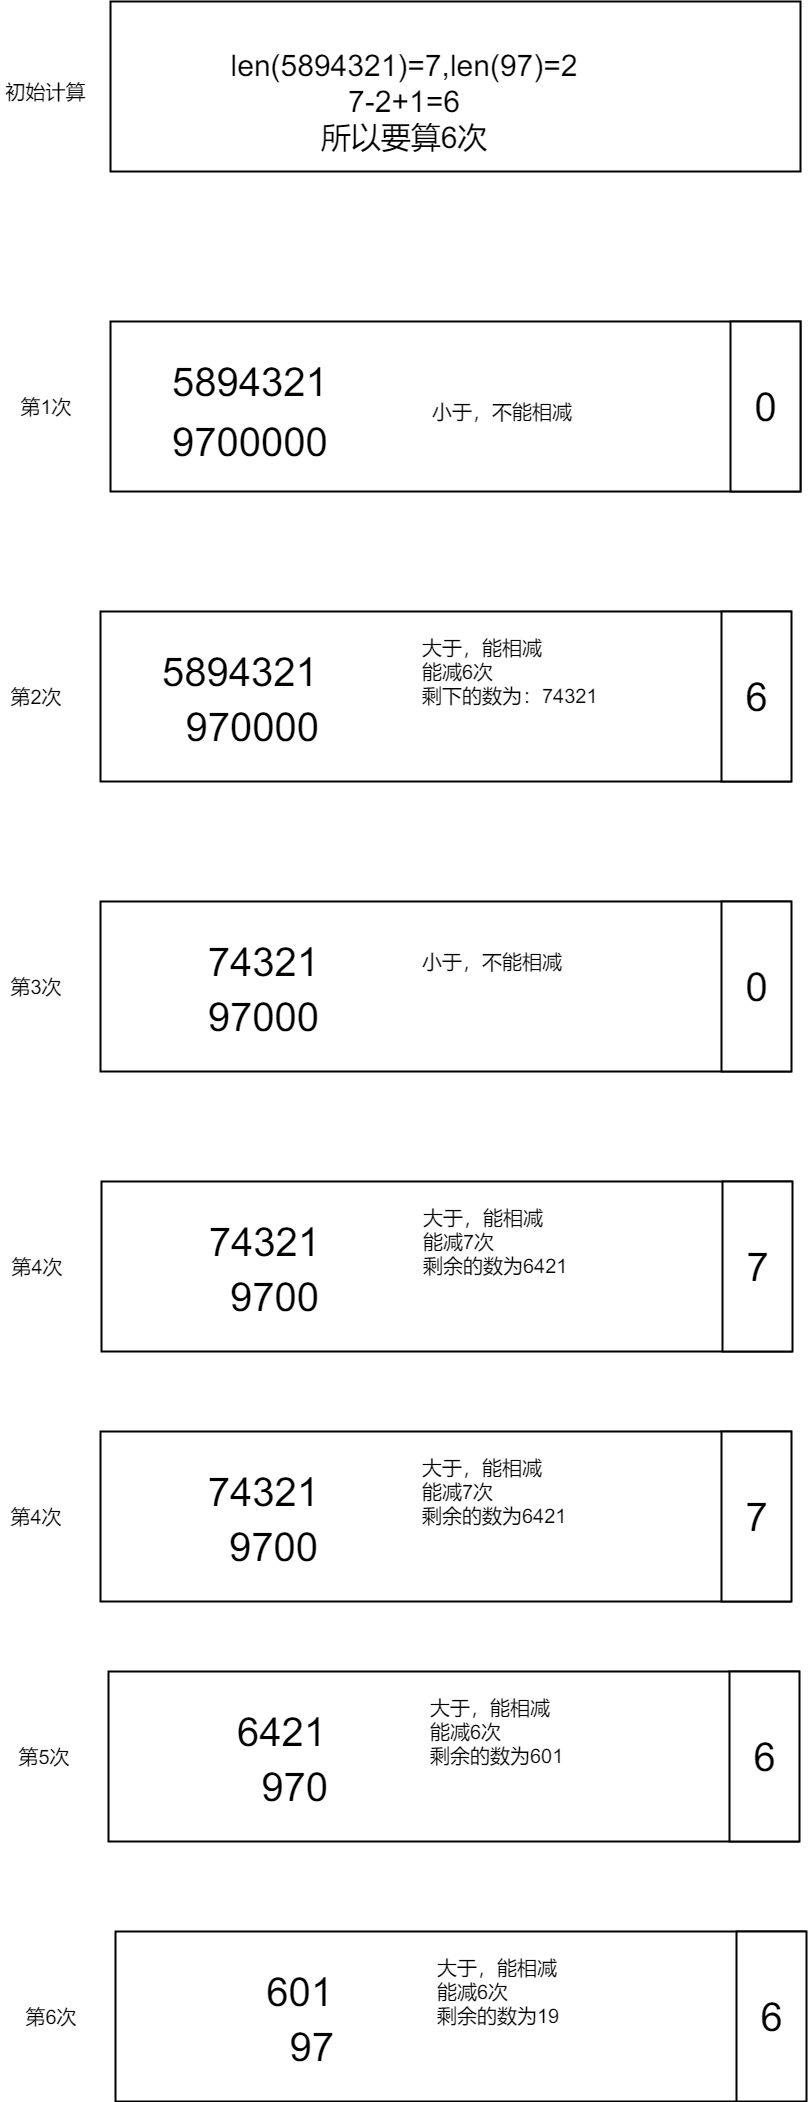 初始计算
len(5894321)=7,len(97)=2
7-2+1=6
所以要算6次
第1次
5894321
9700000
小于，不能相减
0
第2次
5894321
970000
大于，能相减
能减6次
剩下的数为：74321
6
第3次
74321
97000
小于，不能相减
0
第4次
74321
9700
大于，能相减
能减7次
剩余的数为6421
7
第4次
74321
9700
大于，能相减
能减7次
剩余的数为6421
7
第5次
6421
970
大于，能相减
能减6次
剩余的数为601
6
第6次
601
97
大于，能相减
能减6次
剩余的数为19
6